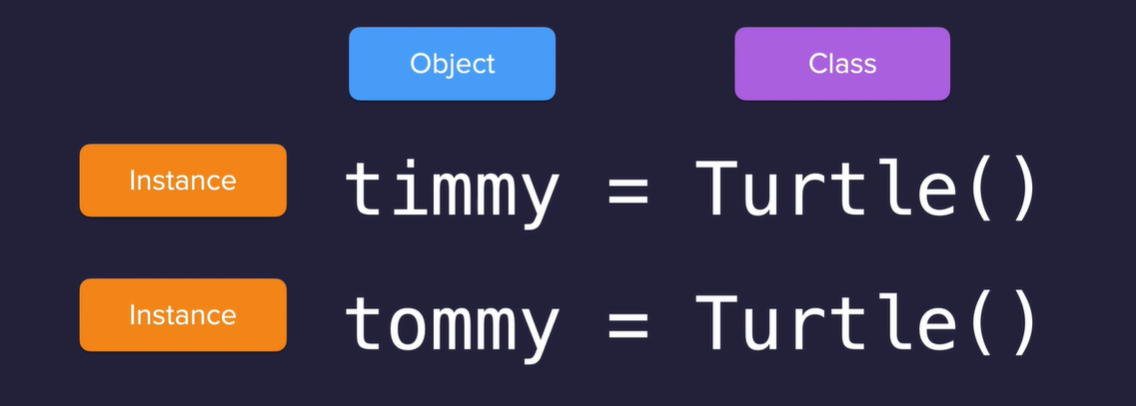 Object Class
Instance timmy = Turtle()
Instance tommy = Turtle()